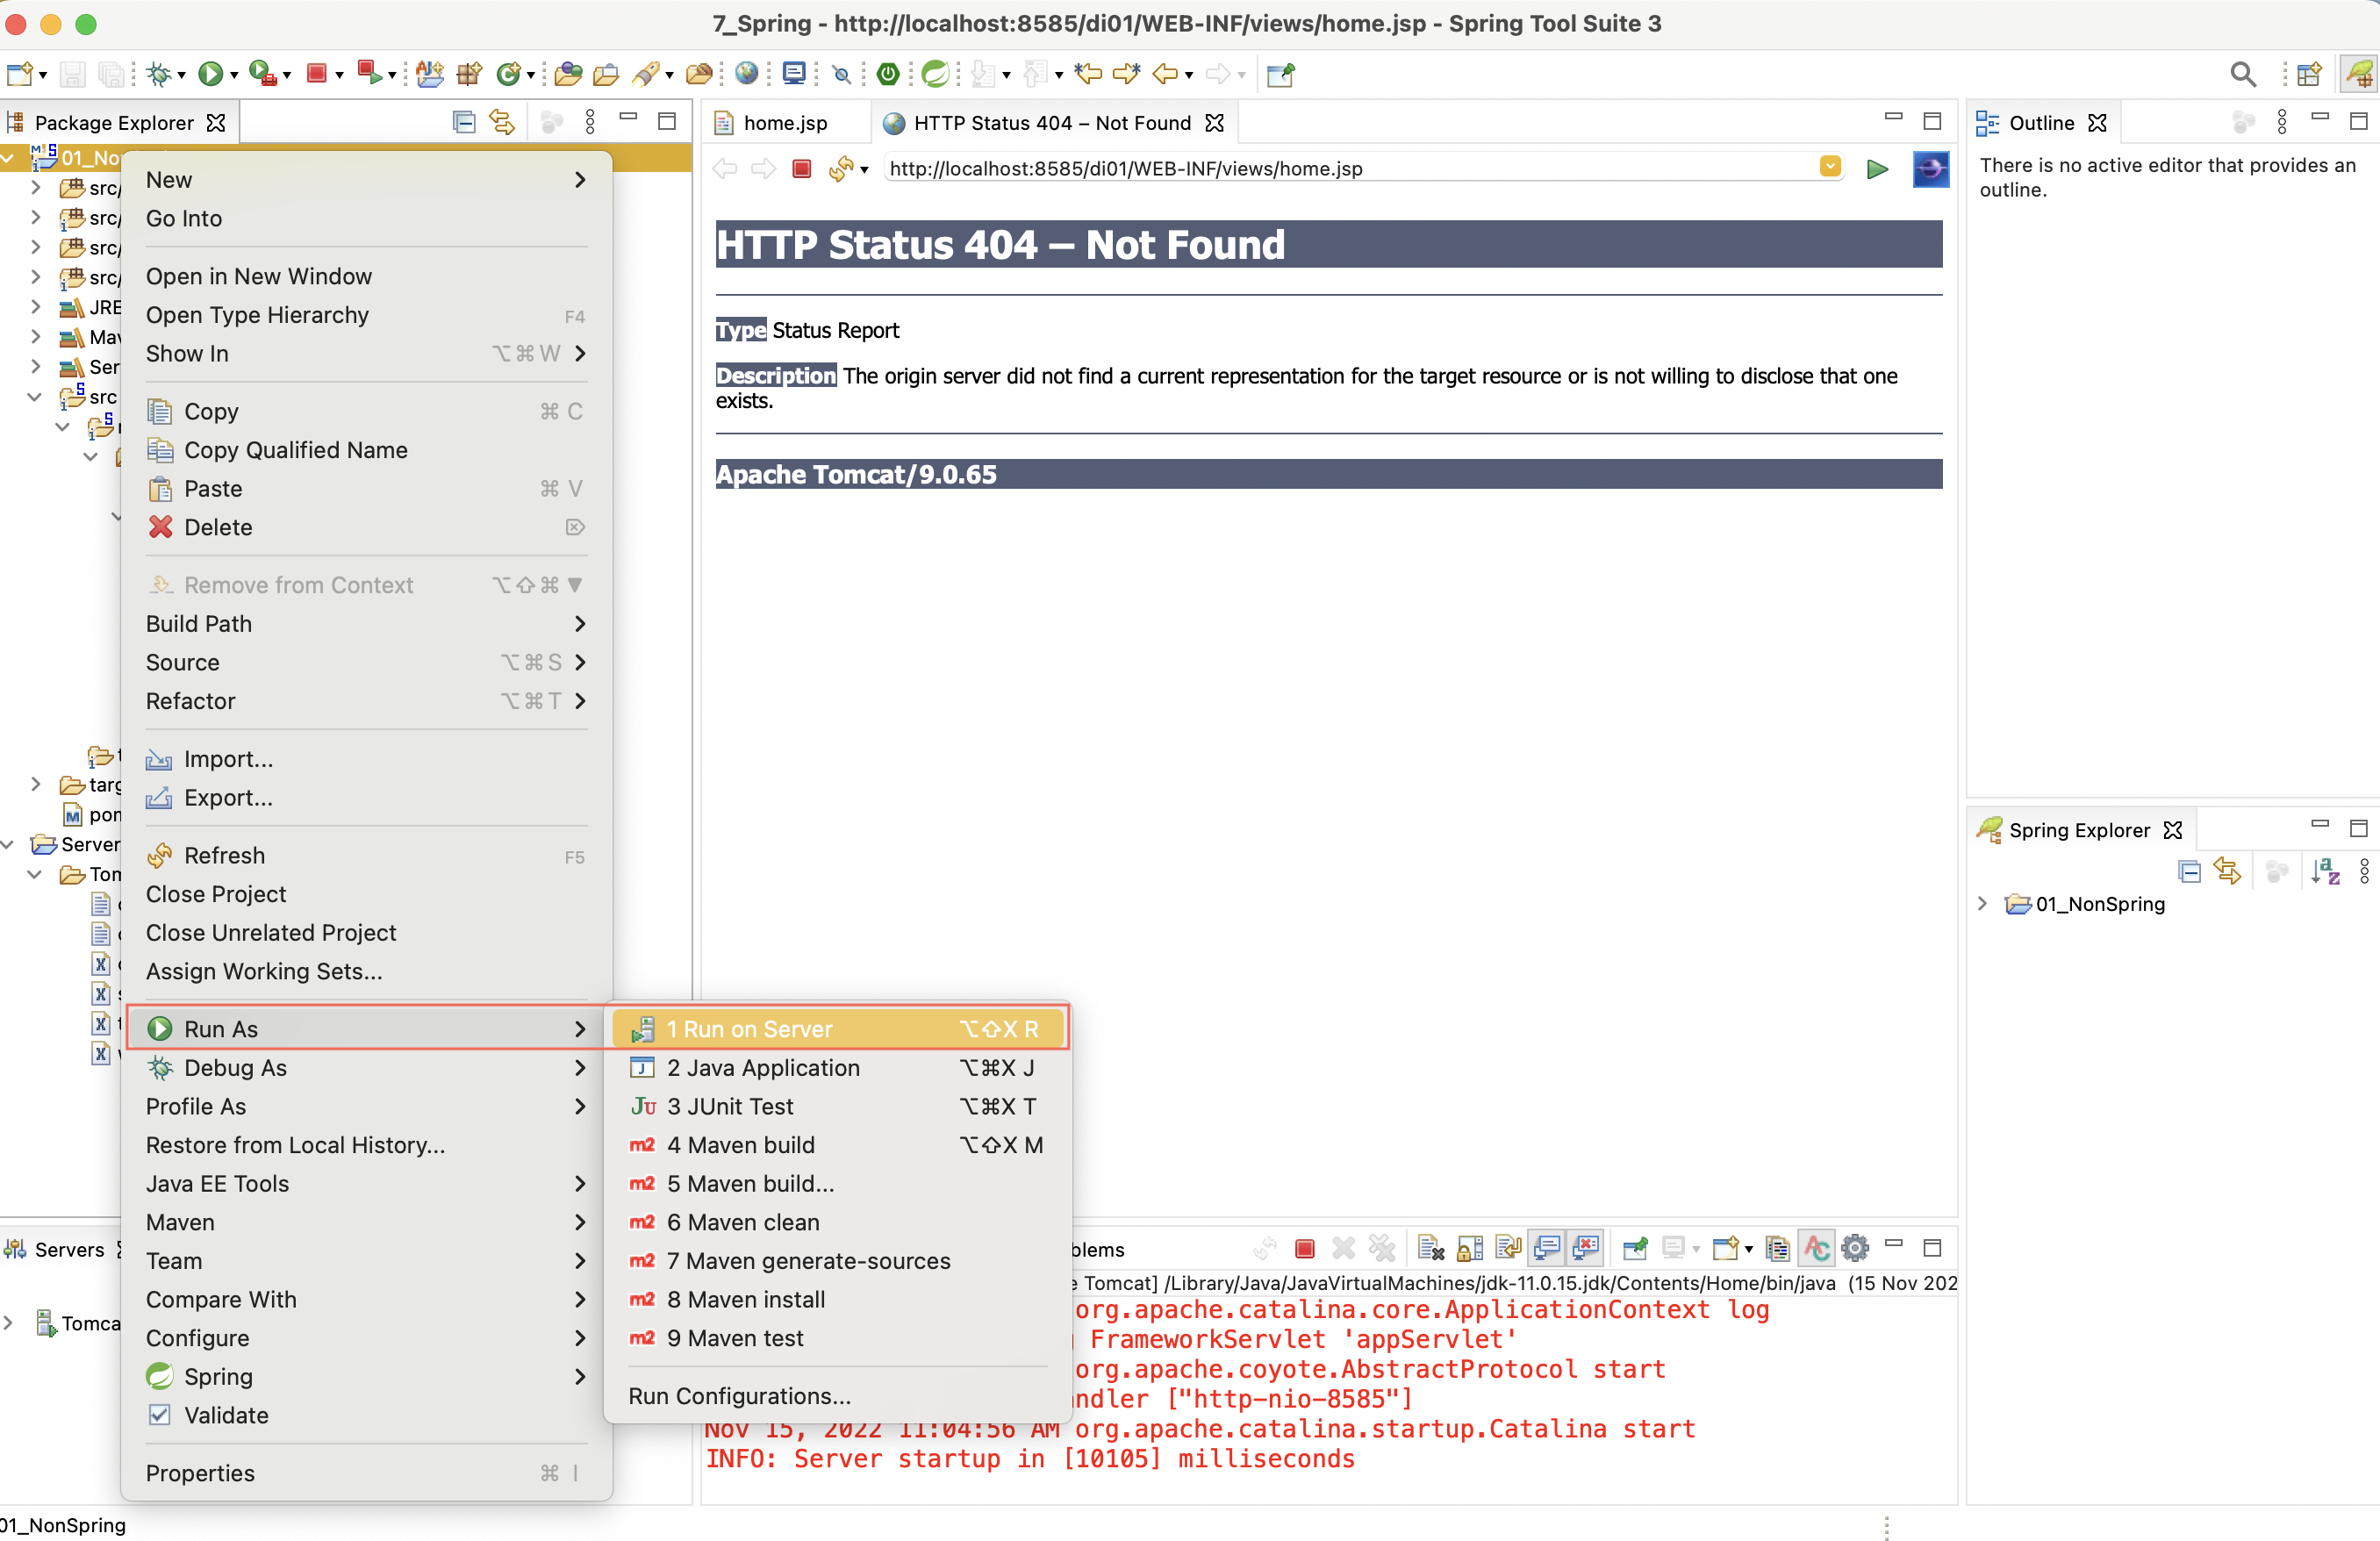 7_Spring - http://localhost:8585/di01/WEB-INF/views/home.jsp - Spring Tool Suite 3
Package Explorer
src/
src/
src/
src/
src
Server
New
Go Into
Open in New Window
Open Type Hierarchy F4
Show In ⌥⌘W
Copy ⌘ C
Copy Qualified Name
Paste ⌘ V
Delete
Remove from Context ⌥⇧⌘▼
Build Path
Source ⌥⌘S
Refactor ⌥⌘T
Import...
Export...
Refresh F5
Close Project
Close Unrelated Project
Assign Working Sets...
Run As
Debug As
Profile As
Restore from Local History...
Java EE Tools
Maven
Team
Compare With
Configure
Spring
Validate
Properties ⌘ I
1 Run on Server ⌥⇧X R
2 Java Application ⌥⌘X J
3 JUnit Test ⌥⌘X T
4 Maven build ⌥⇧X M
5 Maven build...
6 Maven clean
7 Maven generate-sources
8 Maven install
9 Maven test
Run Configurations...
home.jsp
HTTP Status 404 – Not Found
http://localhost:8585/di01/WEB-INF/views/home.jsp
HTTP Status 404 – Not Found
Type Status Report
Description The origin server did not find a current representation for the target resource or is not willing to disclose that one
exists.
Apache Tomcat/9.0.65
Outline
There is no active editor that provides an
outline.
Spring Explorer
01_NonSpring
Servers
Tomca
blems
e Tomcat] /Library/Java/JavaVirtualMachines/jdk-11.0.15.jdk/Contents/Home/bin/java (15 Nov 202
org.apache.catalina.core.ApplicationContext log
FrameworkServlet 'appServlet'
org.apache.coyote.AbstractProtocol start
ndler ["http-nio-8585"]
Nov 15, 2022 11:04:56 AM org.apache.catalina.startup.Catalina start
INFO: Server startup in [10105] milliseconds
01_NonSpring